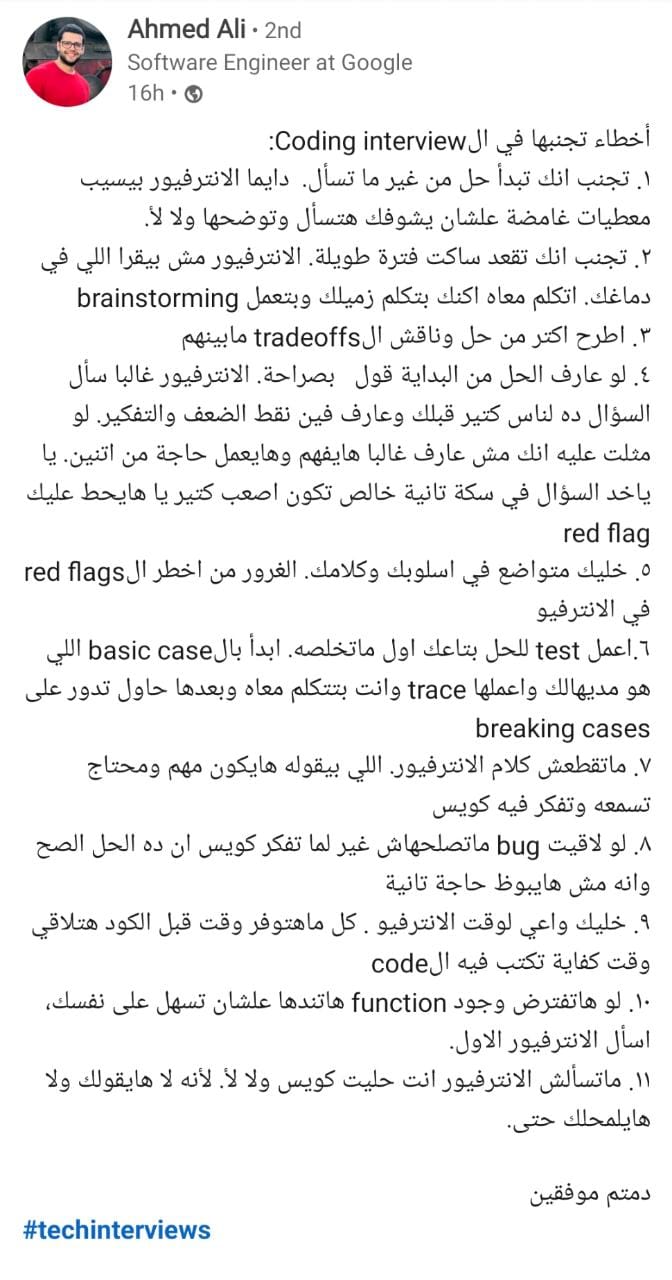 Ahmed Ali • 2nd
Software Engineer at Google
16h •
أخطاء تجنبها في الCoding interview:
١. تجنب انك تبدأ حل من غير ما تسأل. دايما الانترفيور بيسيب
معطيات غامضة علشان يشوفك هتسأل وتوضحها ولا لأ.
٢. تجنب انك تقعد ساكت فترة طويلة. الانترفيور مش بيقرا اللي في
دماغك. اتكلم معاه اكنك بتكلم زميلك وبتعمل brainstorming
٣. اطرح اكتر من حل وناقش الtradeoffs مابينهم
٤. لو عارف الحل من البداية قول بصراحة. الانترفيور غالبا سأل
السؤال ده لناس كتير قبلك وعارف فين نقط الضعف والتفكير. لو
مثلت عليه انك مش عارف غالبا هايفهم وهايعمل حاجة من اتنين. يا
ياخد السؤال في سكة تانية خالص تكون اصعب كتير يا هايحط عليك
red flag
٥. خليك متواضع في اسلوبك وكلامك. الغرور من اخطر الred flags
في الانترفيو
٦.اعمل test للحل بتاعك اول ماتخلصه. ابدأ بالbasic case اللي
هو مديهالك واعملها trace وانت بتتكلم معاه وبعدها حاول تدور على
breaking cases
٧. ماتقطعش كلام الانترفيور. اللي بيقوله هايكون مهم ومحتاج
تسمعه وتفكر فيه كويس
٨. لو لاقيت bug ماتصلحهاش غير لما تفكر كويس ان ده الحل الصح
وانه مش هايبوظ حاجة تانية
٩. خليك واعي لوقت الانترفيو . كل ماهتوفر وقت قبل الكود هتلاقي
وقت كفاية تكتب فيه الcode
١٠. لو هاتفترض وجود function هاتندها علشان تسهل على نفسك،
اسأل الانترفيور الاول.
١١. ماتسألش الانترفيور انت حليت كويس ولا لأ. لأنه لا هايقولك ولا
هايلمحلك حتى.
دمتم موفقين
#techinterviews